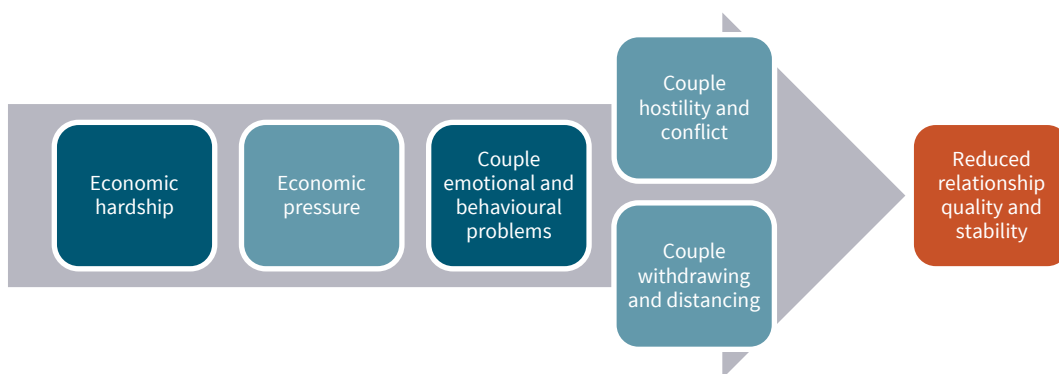 Economic
hardship
Economic
pressure
Couple
emotional and
behavioural
problems
Couple
hostility and
conflict
Couple
withdrawing
and distancing
Reduced
relationship
quality and
stability